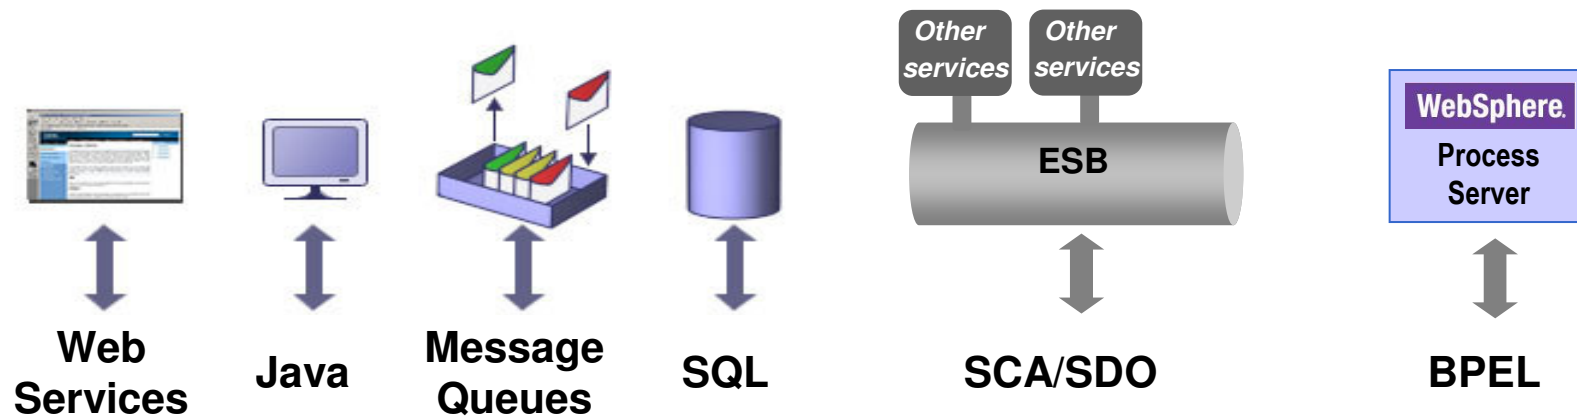 Other
services
Other
services
ESB
WebSphere.
Process
Server
Web
Services
Java
Message
Queues
SQL
SCA/SDO
BPEL